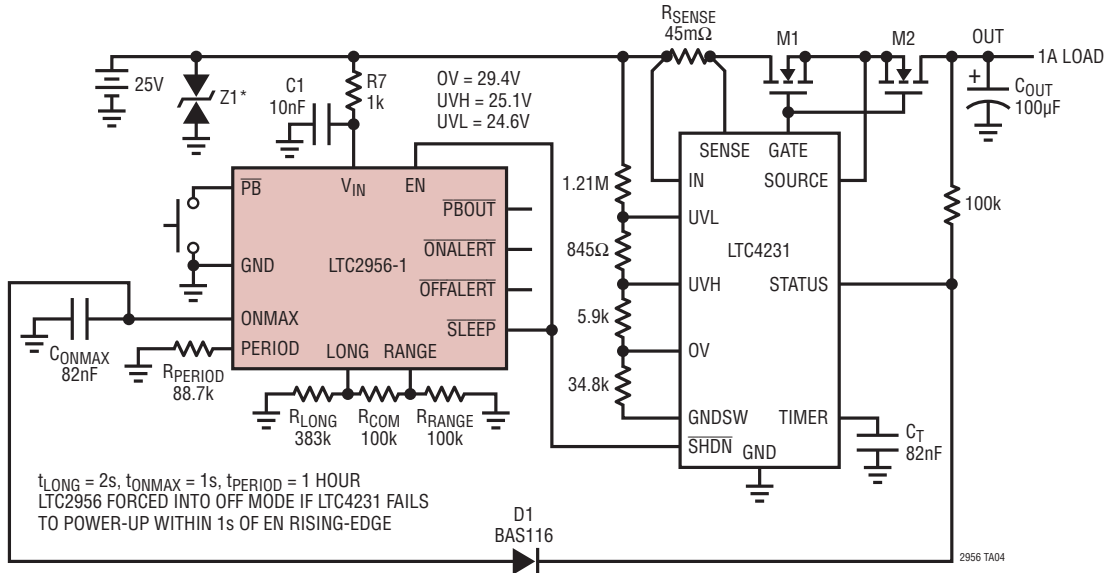 25V
Z1*
C1
10nF
R7
1k
OV = 29.4V
UVH = 25.1V
UVL = 24.6V
RSENSE
45mΩ
M1
M2
OUT
1A LOAD
+
COUT
100µF
PB
VIN
EN
PBOUT
GND
LTC2956-1
ONALERT
OFFALERT
ONMAX
SLEEP
PERIOD
LONG
RANGE
CONMAX
82nF
RPERIOD
88.7k
RLONG
383k
RCOM
100k
RRANGE
100k
1.21M
845Ω
5.9k
34.8k
SENSE
GATE
IN
SOURCE
UVL
LTC4231
UVH
STATUS
OV
GNDSW
TIMER
SHDN
GND
100k
CT
82nF
tLONG = 2s, tONMAX = 1s, tPERIOD = 1 HOUR
LTC2956 FORCED INTO OFF MODE IF LTC4231 FAILS
TO POWER-UP WITHIN 1s OF EN RISING-EDGE
D1
BAS116
2956 TA04